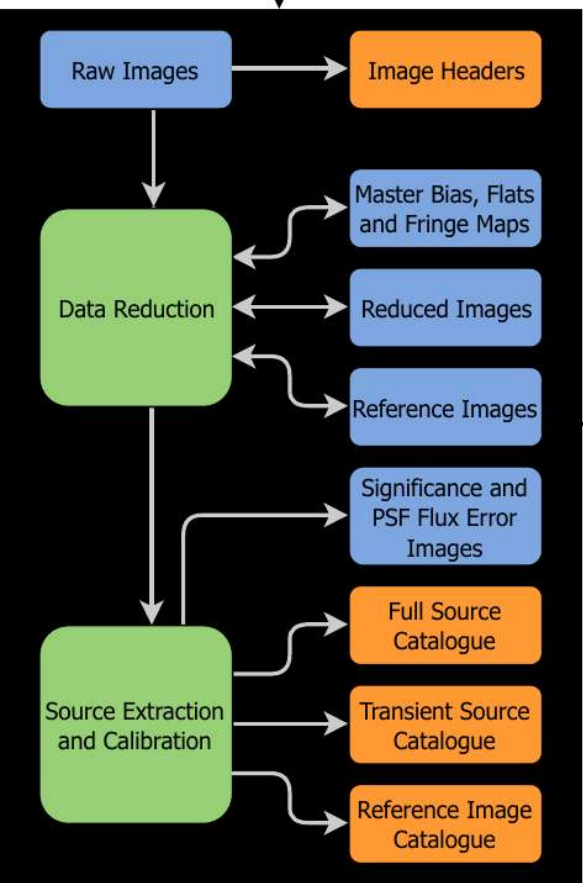 Raw Images
Image Headers
Master Bias, Flats
and Fringe Maps
Data Reduction
Reduced Images
Reference Images
Significance and
PSF Flux Error
Images
Full Source
Catalogue
Source Extraction
and Calibration
Transient Source
Catalogue
Reference Image
Catalogue